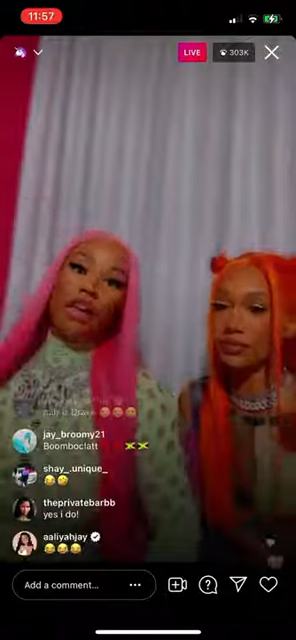 11:57
LIVE
303K
jay_broomy21
Boomboclatt
shay_.unique_
theprivatebarbb
yes i do!
aaliyahjay
Add a comment...